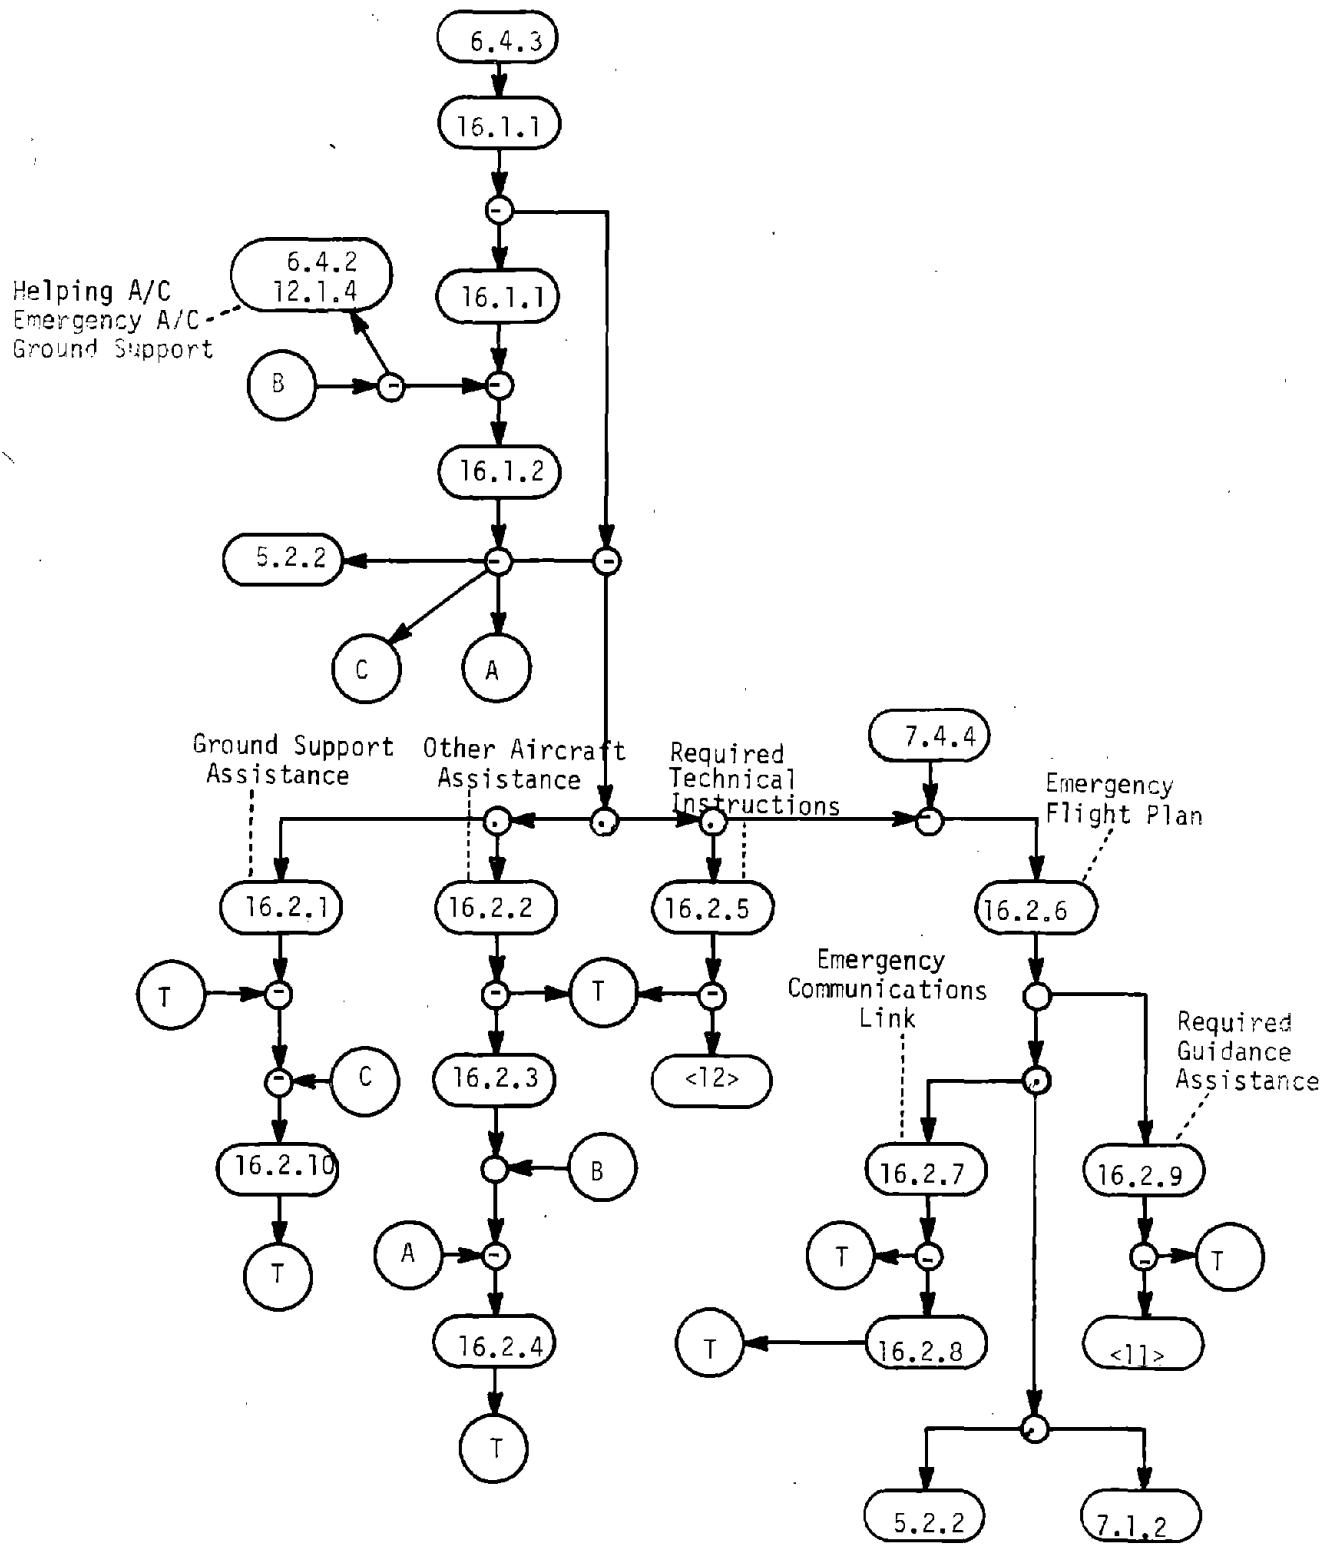 6.4.3
16.1.1
6.4.2
12.1.4
16.1.1
Helping A/C
Emergency A/C
Ground Support
B
16.1.2
5.2.2
C
A
7.4.4
Ground Support
Assistance
Other Aircraft
Assistance
Required
Technical
Instructions
Emergency
Flight Plan
16.2.1
16.2.2
16.2.5
16.2.6
T
T
Emergency
Communications
Link
Required
Guidance
Assistance
C
16.2.3
<12>
16.2.10
B
16.2.7
16.2.9
T
A
T
T
16.2.4
T
16.2.8
<11>
T
5.2.2
7.1.2